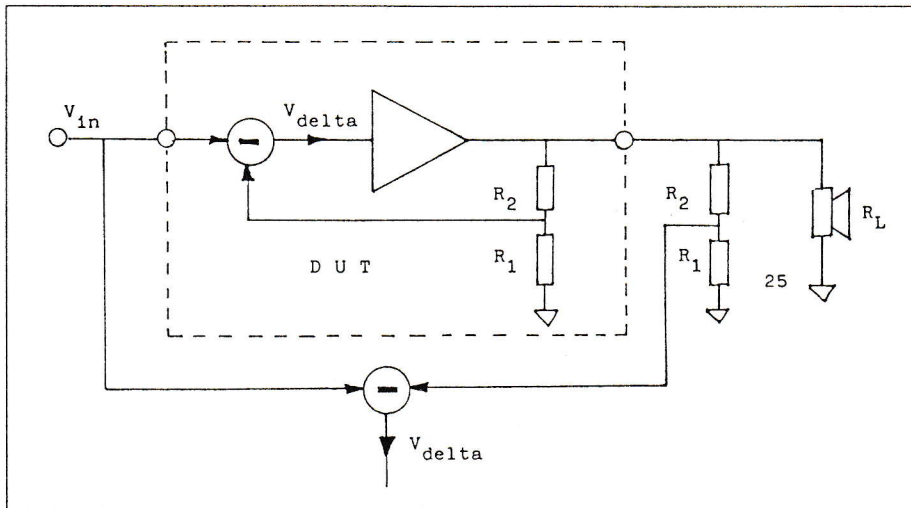 V_in
V_delta
R_2
R_1
D U T
R_2
R_1
R_L
25
V_delta